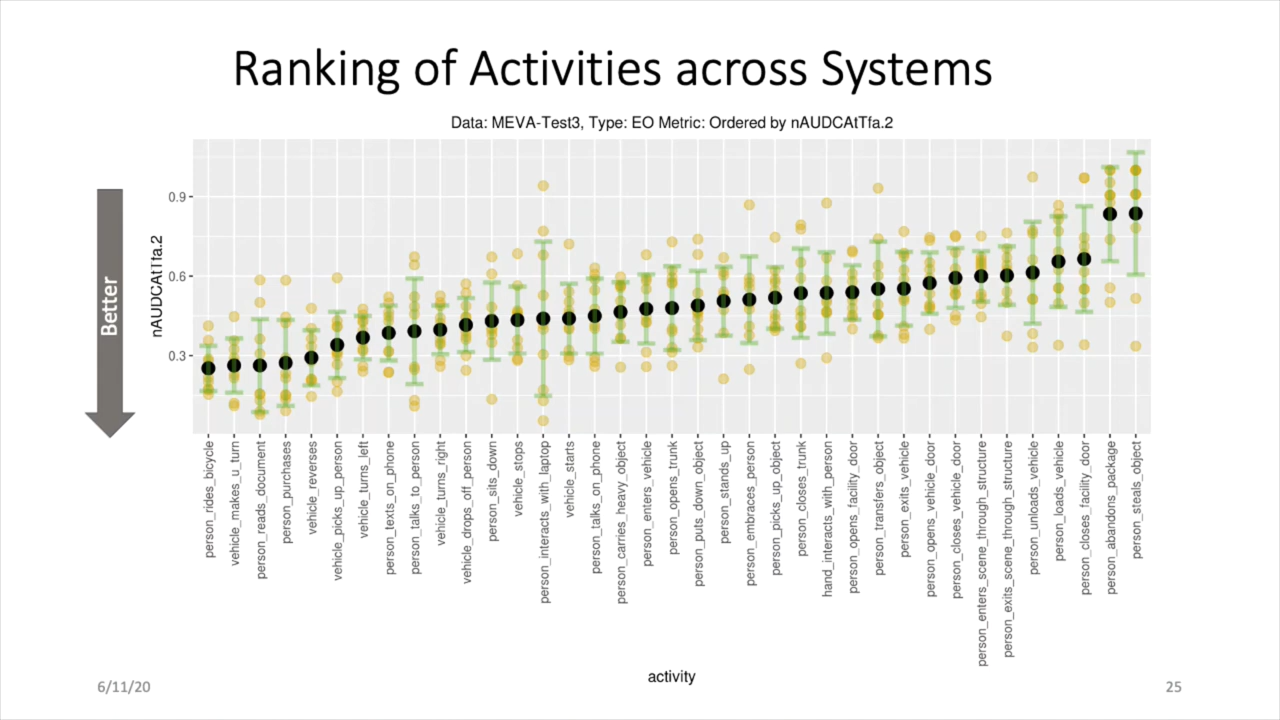 Ranking of Activities across Systems
Data: MEVA-Test3, Type: EO Metric: Ordered by nAUDCAtTfa.2
Better
nAUDCAtTfa.2
0.9
0.6
0.3
person_rides_bicycle
vehicle_makes_u_turn
person_reads_document
person_purchases
vehicle_reverses
vehicle_picks_up_person
vehicle_turns_left
person_texts_on_phone
person_talks_to_person
vehicle_turns_right
vehicle_drops_off_person
person_sits_down
vehicle_stops
person_interacts_with_laptop
vehicle_starts
person_talks_on_phone
person_carries_heavy_object
person_enters_vehicle
person_opens_trunk
person_puts_down_object
person_stands_up
person_embraces_person
person_picks_up_object
person_closes_trunk
hand_interacts_with_person
person_opens_facility_door
person_transfers_object
person_exits_vehicle
person_opens_vehicle_door
person_closes_vehicle_door
person_enters_scene_through_structure
person_exits_scene_through_structure
person_unloads_vehicle
person_loads_vehicle
person_closes_facility_door
person_abandons_package
person_steals_object
activity
6/11/20
25